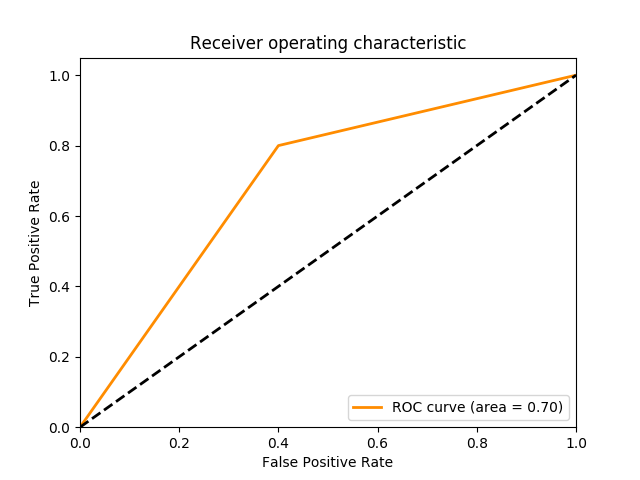 Receiver operating characteristic
1.0
0.8
0.6
0.4
0.2
0.0
True Positive Rate
ROC curve (area = 0.70)
0.0 0.2 0.4 0.6 0.8 1.0
False Positive Rate